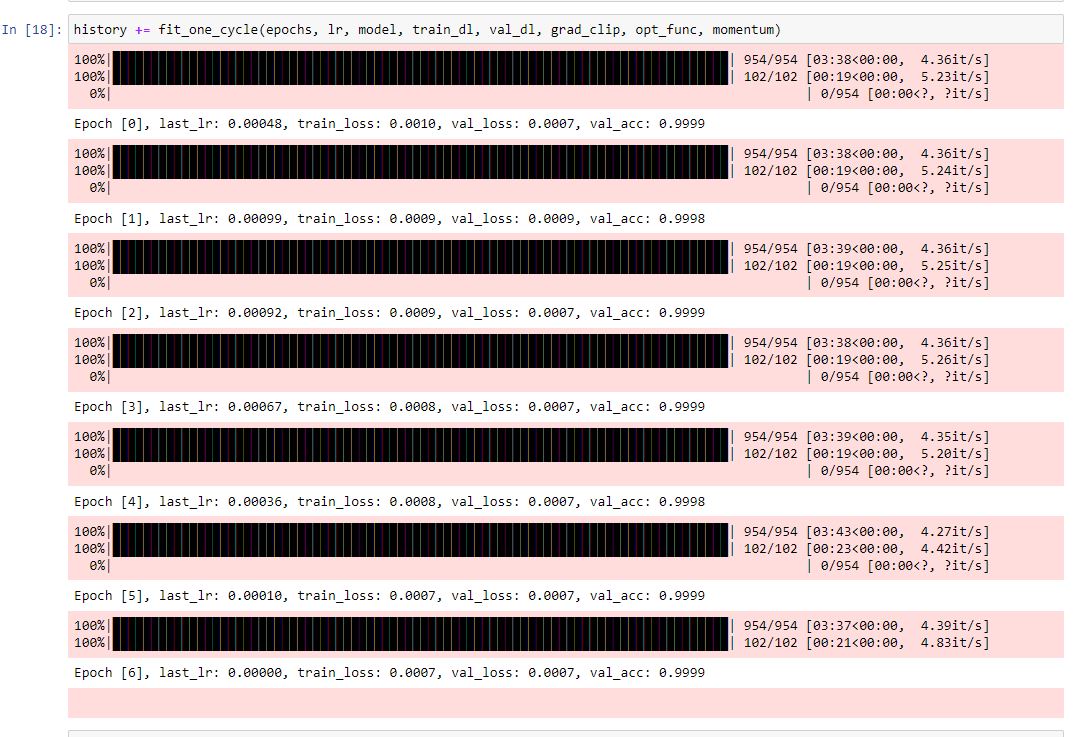 In [18]: history += fit_one_cycle(epochs, lr, model, train_dl, val_dl, grad_clip, opt_func, momentum)
100%| | 954/954 [03:38<00:00, 4.36it/s]
100%| | 102/102 [00:19<00:00, 5.23it/s]
0%| | 0/954 [00:00<?, ?it/s]
Epoch [0], last_lr: 0.00048, train_loss: 0.0010, val_loss: 0.0007, val_acc: 0.9999
100%| | 954/954 [03:38<00:00, 4.36it/s]
100%| | 102/102 [00:19<00:00, 5.24it/s]
0%| | 0/954 [00:00<?, ?it/s]
Epoch [1], last_lr: 0.00099, train_loss: 0.0009, val_loss: 0.0009, val_acc: 0.9998
100%| | 954/954 [03:39<00:00, 4.36it/s]
100%| | 102/102 [00:19<00:00, 5.25it/s]
0%| | 0/954 [00:00<?, ?it/s]
Epoch [2], last_lr: 0.00092, train_loss: 0.0009, val_loss: 0.0007, val_acc: 0.9999
100%| | 954/954 [03:38<00:00, 4.36it/s]
100%| | 102/102 [00:19<00:00, 5.26it/s]
0%| | 0/954 [00:00<?, ?it/s]
Epoch [3], last_lr: 0.00067, train_loss: 0.0008, val_loss: 0.0007, val_acc: 0.9999
100%| | 954/954 [03:39<00:00, 4.35it/s]
100%| | 102/102 [00:19<00:00, 5.20it/s]
0%| | 0/954 [00:00<?, ?it/s]
Epoch [4], last_lr: 0.00036, train_loss: 0.0008, val_loss: 0.0007, val_acc: 0.9998
100%| | 954/954 [03:43<00:00, 4.27it/s]
100%| | 102/102 [00:23<00:00, 4.42it/s]
0%| | 0/954 [00:00<?, ?it/s]
Epoch [5], last_lr: 0.00010, train_loss: 0.0007, val_loss: 0.0007, val_acc: 0.9999
100%| | 954/954 [03:37<00:00, 4.39it/s]
100%| | 102/102 [00:21<00:00, 4.83it/s]
Epoch [6], last_lr: 0.00000, train_loss: 0.0007, val_loss: 0.0007, val_acc: 0.9999